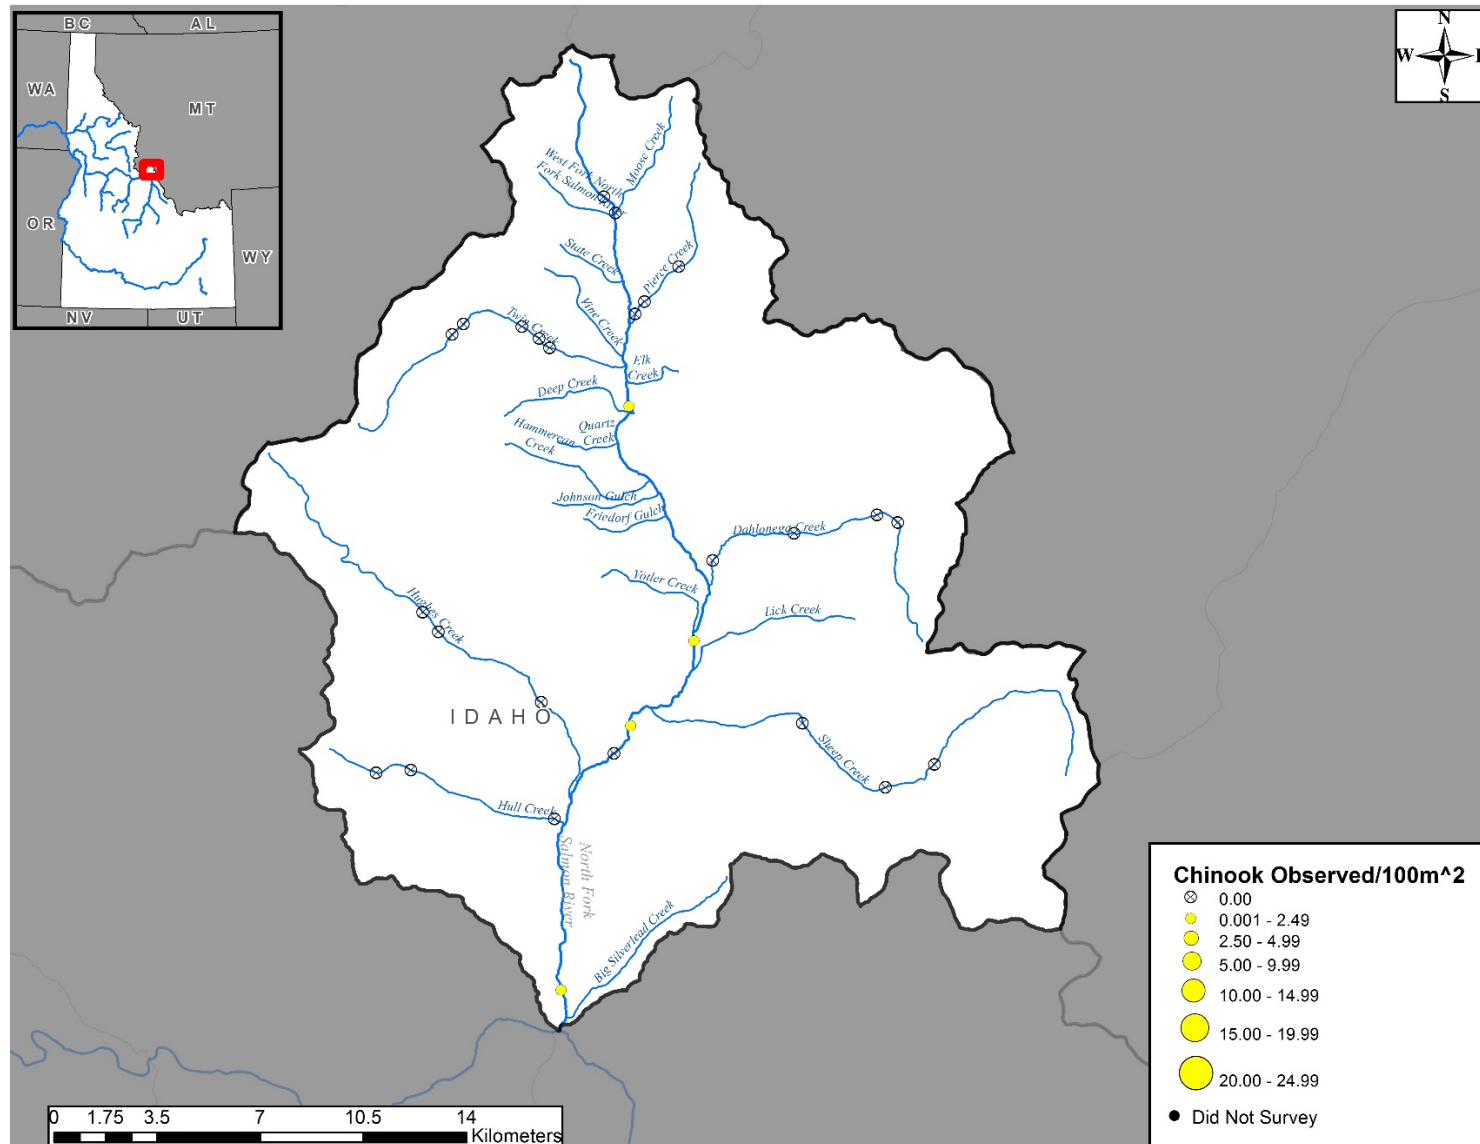 BC
AL
WA
MT
OR
WY
NV
UT
N
W
E
S
West Fork North
Fork Salmon River
Moose Creek
State Creek
Pierce Creek
Vine Creek
Twin Creek
Elk
Creek
Deep Creek
Quartz
Creek
Hammerean
Creek
Johnson Gulch
Friedorf Gulch
Dahlonega Creek
Votler Creek
Lick Creek
Hughes Creek
IDAHO
Sheep Creek
Hull Creek
North Fork
Salmon River
Big Silverlead Creek
Chinook Observed/100m^2
0.00
0.001 - 2.49
2.50 - 4.99
5.00 - 9.99
10.00 - 14.99
15.00 - 19.99
20.00 - 24.99
Did Not Survey
0 1.75 3.5 7 10.5 14
Kilometers